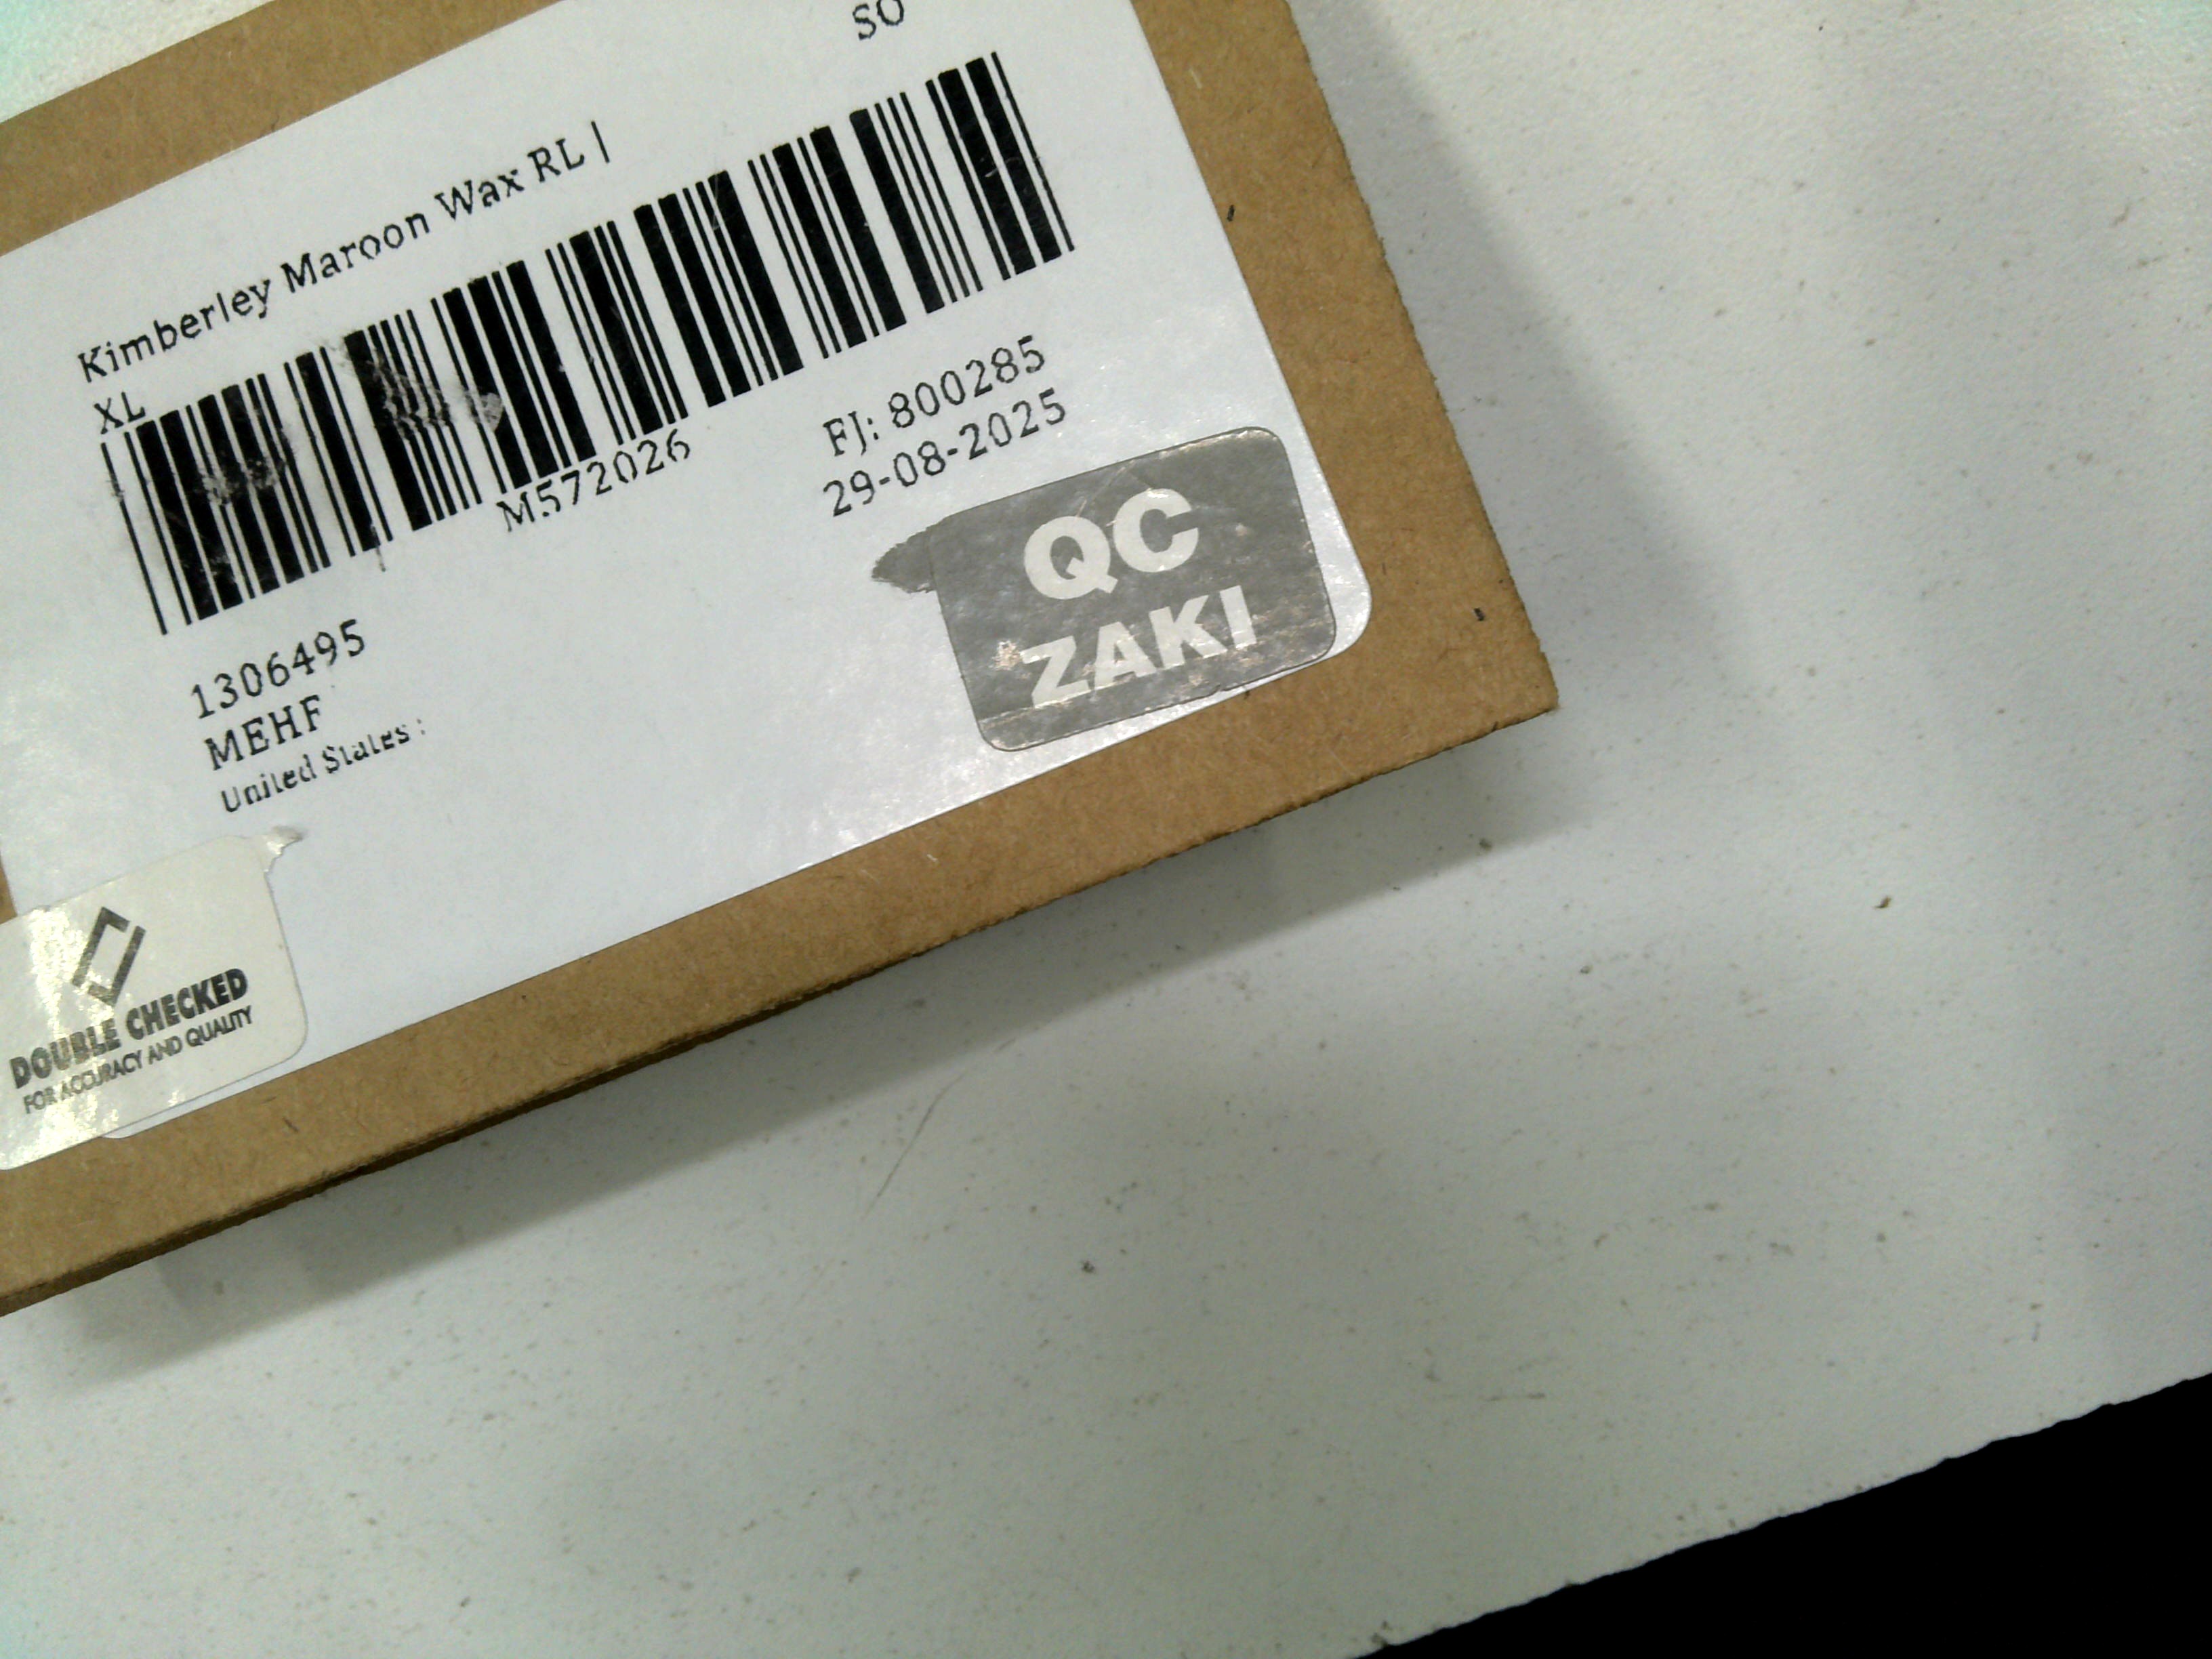 SO
Kimberley Maroon Wax RL |
XL
M572026
FJ: 800285
29-08-2025
1306495
MEHF
United States :
QC
ZAKI
DOUBLE CHECKED
FOR ACCURACY AND QUALITY